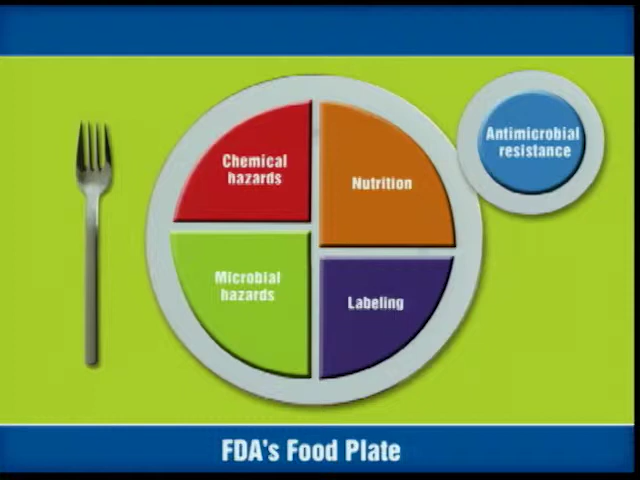 Chemical
hazards
Nutrition
Antimicrobial
resistance
Microbial
hazards
Labeling
FDA's Food Plate